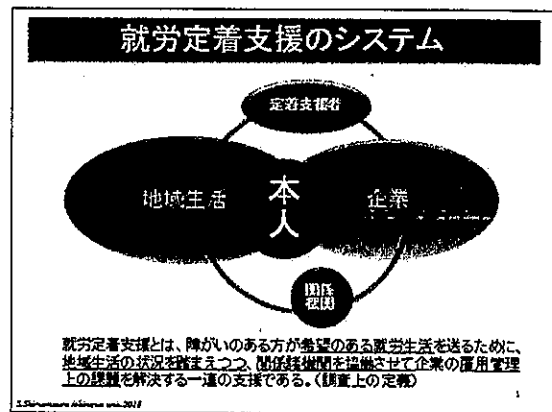 就労定着支援のシステム
定着支援者
地域生活
本人
企業
関係
機関
就労定着支援とは、障がいのある方が希望のある就労生活を送るために、
地域生活の状況を踏まえつつ、関係諸機関を協働させて企業の雇用管理
上の課題を解決する一連の支援である。(調査上の定義)
1